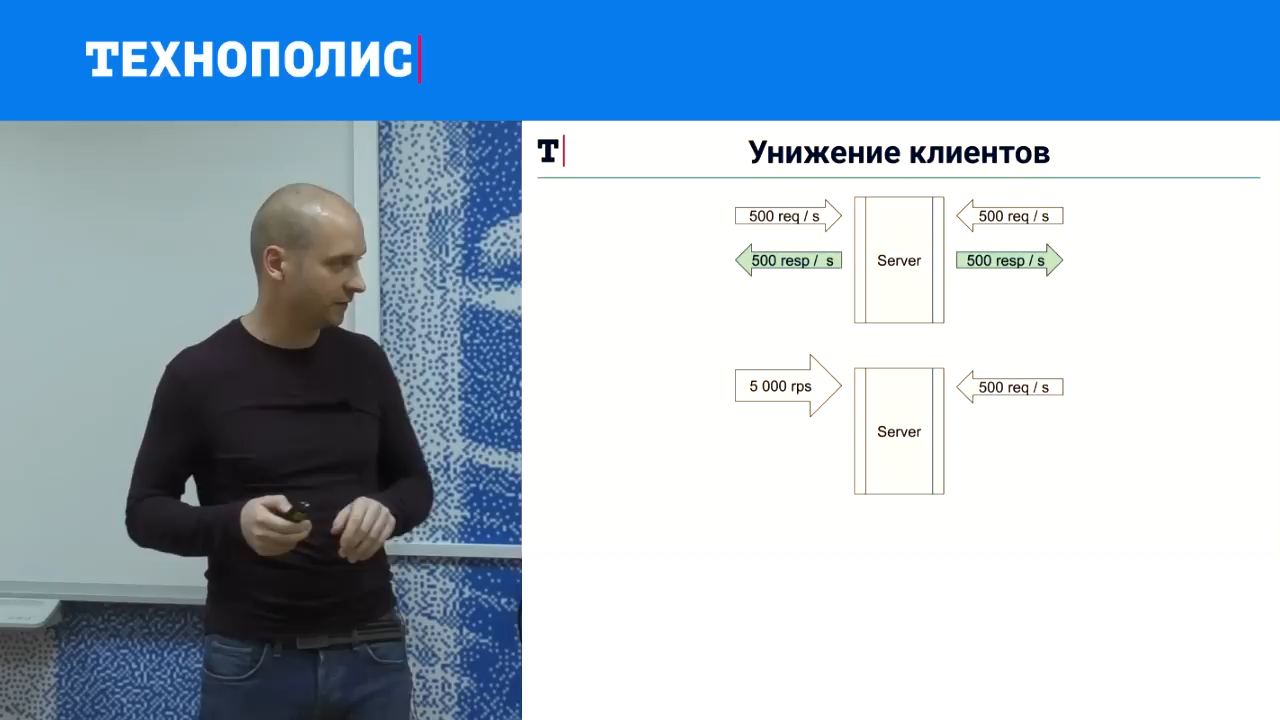 ТЕХНОПОЛИС
Т
Унижение клиентов
500 req / s
500 req / s
500 resp / s
Server
500 resp / s
5 000 rps
500 req / s
Server